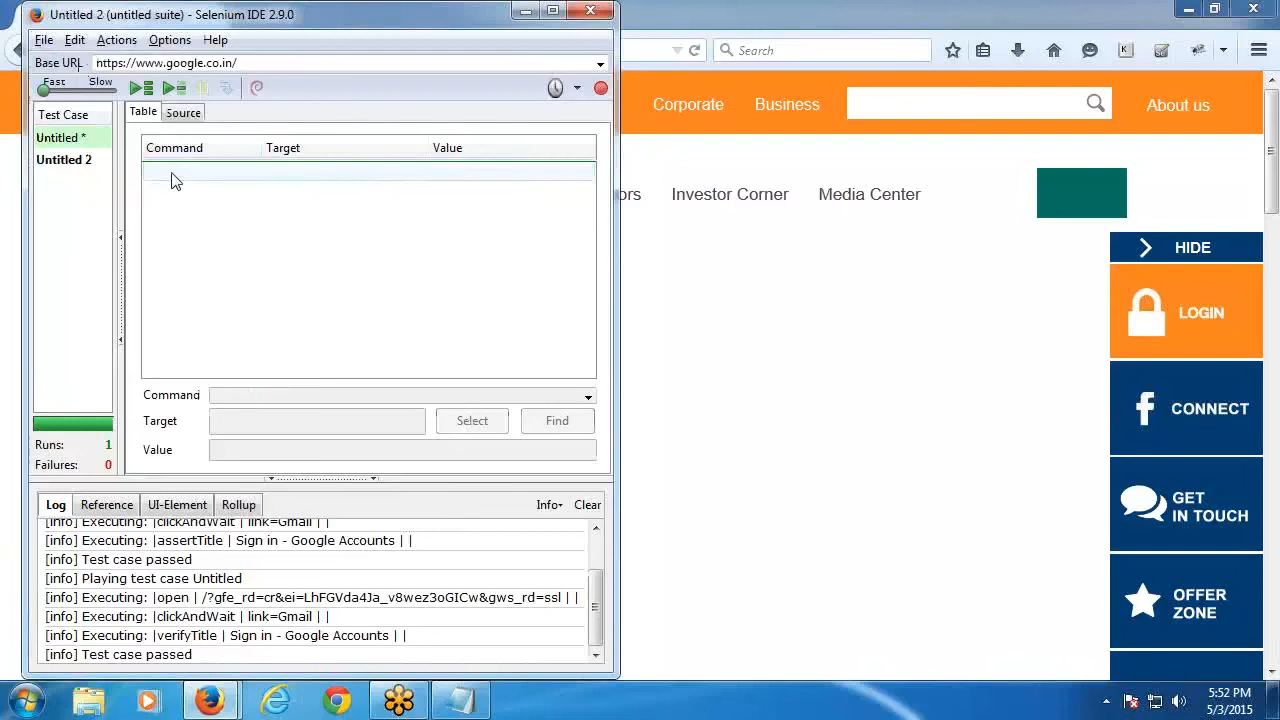 Untitled 2 (untitled suite) - Selenium IDE 2.9.0
File Edit Actions Options Help
Base URL https://www.google.co.in/
Fast Slow
Test Case
Untitled *
Untitled 2
Runs: 1
Failures: 0
Table Source
Command Target Value
Command
Target Select Find
Value
Log Reference UI-Element Rollup Info Clear
[info] Executing: |clickAndWait | link=Gmail | |
[info] Executing: |assertTitle | Sign in - Google Accounts | |
[info] Test case passed
[info] Playing test case Untitled
[info] Executing: |open | /?gfe_rd=cr&ei=LhFGVda4Ja_v8wez3oGICw&gws_rd=ssl | |
[info] Executing: |clickAndWait | link=Gmail | |
[info] Executing: |verifyTitle | Sign in - Google Accounts | |
[info] Test case passed
Search
K
Corporate Business About us
ors Investor Corner Media Center
HIDE
LOGIN
CONNECT
GET
IN TOUCH
OFFER
ZONE
5:52 PM
5/3/2015